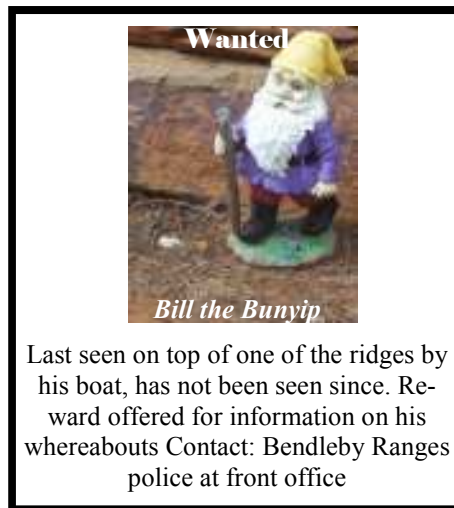 Wanted
Bill the Bunyip
Last seen on top of one of the ridges by
his boat, has not been seen since. Re-
ward offered for information on his
whereabouts Contact: Bendleby Ranges
police at front office